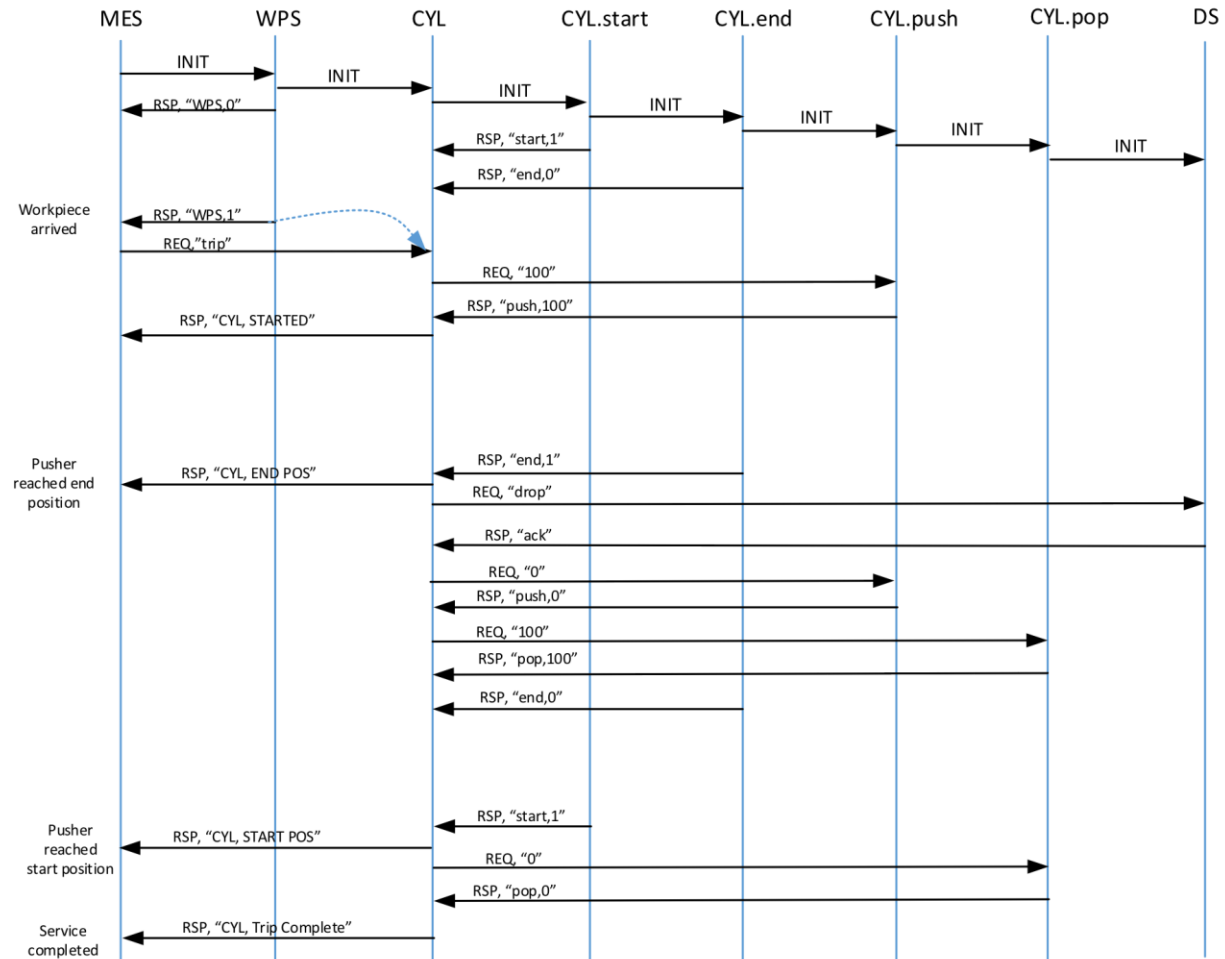 MES WPS CYL CYL.start CYL.end CYL.push CYL.pop DS
INIT
INIT
INIT
RSP, “WPS,0”
INIT
INIT
INIT
INIT
RSP, “start,1”
RSP, “end,0”
Workpiece
arrived
RSP, “WPS,1”
REQ,”trip”
REQ, “100”
RSP, “push,100”
RSP, “CYL, STARTED”
Pusher
reached end
position
RSP, “end,1”
RSP, “CYL, END POS”
REQ, “drop”
RSP, “ack”
REQ, “0”
RSP, “push,0”
REQ, “100”
RSP, “pop,100”
RSP, “end,0”
RSP, “start,1”
Pusher
reached
start position
RSP, “CYL, START POS”
REQ, “0”
RSP, “pop,0”
Service
completed
RSP, “CYL, Trip Complete”